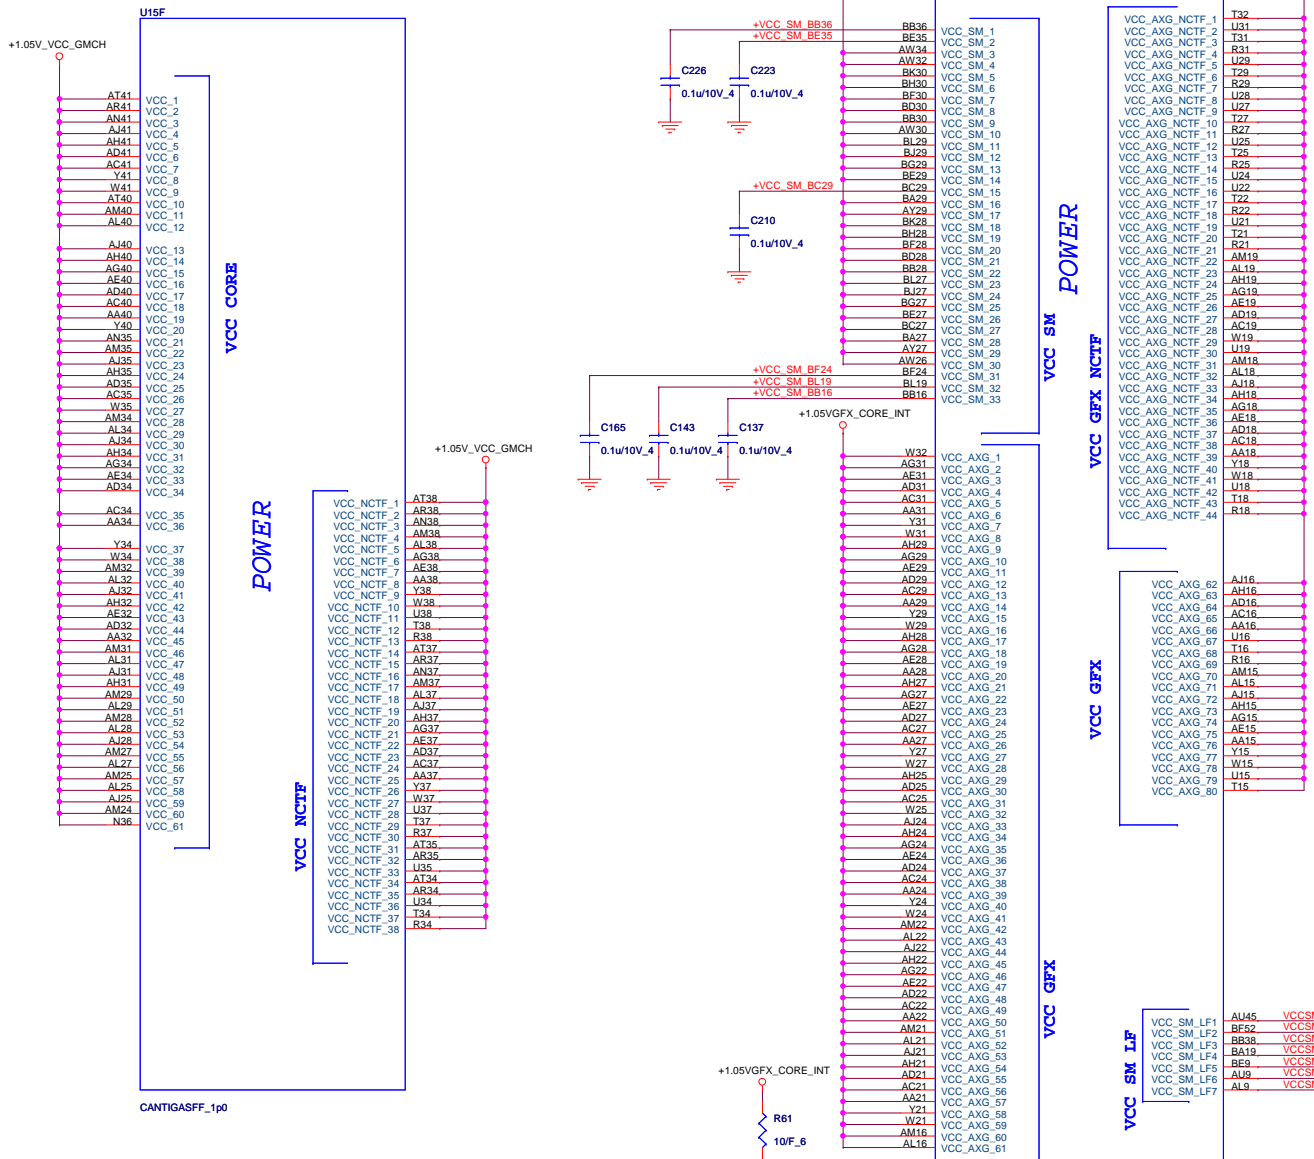 U15F
+1.05V_VCC_GMCH
AT41 VCC_1
AR41 VCC_2
AN41 VCC_3
AJ41 VCC_4
AH41 VCC_5
AD41 VCC_6
AC41 VCC_7
Y41 VCC_8
W41 VCC_9
AT40 VCC_10
AM40 VCC_11
AL40 VCC_12
AJ40 VCC_13
AH40 VCC_14
AG40 VCC_15
AE40 VCC_16
AD40 VCC_17
AC40 VCC_18
AA40 VCC_19
Y40 VCC_20
AN35 VCC_21
AM35 VCC_22
AJ35 VCC_23
AH35 VCC_24
AD35 VCC_25
AC35 VCC_26
W35 VCC_27
AM34 VCC_28
AL34 VCC_29
AJ34 VCC_30
AH34 VCC_31
AG34 VCC_32
AE34 VCC_33
AD34 VCC_34
AC34 VCC_35
AA34 VCC_36
Y34 VCC_37
W34 VCC_38
AM32 VCC_39
AL32 VCC_40
AJ32 VCC_41
AH32 VCC_42
AE32 VCC_43
AD32 VCC_44
AA32 VCC_45
AM31 VCC_46
AL31 VCC_47
AJ31 VCC_48
AH31 VCC_49
AM29 VCC_50
AL29 VCC_51
AM28 VCC_52
AL28 VCC_53
AJ28 VCC_54
AM27 VCC_55
AL27 VCC_56
AM25 VCC_57
AL25 VCC_58
AJ25 VCC_59
AM24 VCC_60
N36 VCC_61
VCC CORE
POWER
VCC NCTF
+1.05V_VCC_GMCH
VCC_NCTF_1 AT38
VCC_NCTF_2 AR38
VCC_NCTF_3 AN38
VCC_NCTF_4 AM38
VCC_NCTF_5 AL38
VCC_NCTF_6 AG38
VCC_NCTF_7 AE38
VCC_NCTF_8 AA38
VCC_NCTF_9 Y38
VCC_NCTF_10 W38
VCC_NCTF_11 U38
VCC_NCTF_12 T38
VCC_NCTF_13 R38
VCC_NCTF_14 AT37
VCC_NCTF_15 AR37
VCC_NCTF_16 AN37
VCC_NCTF_17 AM37
VCC_NCTF_18 AL37
VCC_NCTF_19 AJ37
VCC_NCTF_20 AH37
VCC_NCTF_21 AG37
VCC_NCTF_22 AE37
VCC_NCTF_23 AD37
VCC_NCTF_24 AC37
VCC_NCTF_25 AA37
VCC_NCTF_26 Y37
VCC_NCTF_27 W37
VCC_NCTF_28 U37
VCC_NCTF_29 T37
VCC_NCTF_30 R37
VCC_NCTF_31 AT35
VCC_NCTF_32 AR35
VCC_NCTF_33 U35
VCC_NCTF_34 AT34
VCC_NCTF_35 AR34
VCC_NCTF_36 U34
VCC_NCTF_37 T34
VCC_NCTF_38 R34
CANTIGASFF_1p0
+VCC_SM_BB36 BB36 VCC_SM_1
+VCC_SM_BE35 BE35 VCC_SM_2
AW34 VCC_SM_3
AW32 VCC_SM_4
BK30 VCC_SM_5
BH30 VCC_SM_6
BF30 VCC_SM_7
BD30 VCC_SM_8
BB30 VCC_SM_9
AW30 VCC_SM_10
BL29 VCC_SM_11
BJ29 VCC_SM_12
BG29 VCC_SM_13
BE29 VCC_SM_14
+VCC_SM_BC29 BC29 VCC_SM_15
BA29 VCC_SM_16
AY29 VCC_SM_17
BK28 VCC_SM_18
BH28 VCC_SM_19
BF28 VCC_SM_20
BD28 VCC_SM_21
BB28 VCC_SM_22
BL27 VCC_SM_23
BJ27 VCC_SM_24
BG27 VCC_SM_25
BE27 VCC_SM_26
BC27 VCC_SM_27
BA27 VCC_SM_28
AY27 VCC_SM_29
AW26 VCC_SM_30
+VCC_SM_BF24 BF24 VCC_SM_31
+VCC_SM_BL19 BL19 VCC_SM_32
+VCC_SM_BB16 BB16 VCC_SM_33
C226
0.1u/10V_4
C223
0.1u/10V_4
C210
0.1u/10V_4
C165
0.1u/10V_4
C143
0.1u/10V_4
C137
0.1u/10V_4
VCC SM
POWER
+1.05VGFX_CORE_INT
W32 VCC_AXG_1
AG31 VCC_AXG_2
AE31 VCC_AXG_3
AD31 VCC_AXG_4
AC31 VCC_AXG_5
AA31 VCC_AXG_6
Y31 VCC_AXG_7
W31 VCC_AXG_8
AH29 VCC_AXG_9
AG29 VCC_AXG_10
AE29 VCC_AXG_11
AD29 VCC_AXG_12
AC29 VCC_AXG_13
AA29 VCC_AXG_14
Y29 VCC_AXG_15
W29 VCC_AXG_16
AH28 VCC_AXG_17
AG28 VCC_AXG_18
AE28 VCC_AXG_19
AA28 VCC_AXG_20
AH27 VCC_AXG_21
AG27 VCC_AXG_22
AE27 VCC_AXG_23
AD27 VCC_AXG_24
AC27 VCC_AXG_25
AA27 VCC_AXG_26
Y27 VCC_AXG_27
W27 VCC_AXG_28
AH25 VCC_AXG_29
AD25 VCC_AXG_30
AC25 VCC_AXG_31
W25 VCC_AXG_32
AJ24 VCC_AXG_33
AH24 VCC_AXG_34
AG24 VCC_AXG_35
AE24 VCC_AXG_36
AD24 VCC_AXG_37
AC24 VCC_AXG_38
AA24 VCC_AXG_39
Y24 VCC_AXG_40
W24 VCC_AXG_41
AM22 VCC_AXG_42
AL22 VCC_AXG_43
AJ22 VCC_AXG_44
AH22 VCC_AXG_45
AG22 VCC_AXG_46
AE22 VCC_AXG_47
AD22 VCC_AXG_48
AC22 VCC_AXG_49
AA22 VCC_AXG_50
AM21 VCC_AXG_51
AL21 VCC_AXG_52
AJ21 VCC_AXG_53
AH21 VCC_AXG_54
AD21 VCC_AXG_55
AC21 VCC_AXG_56
AA21 VCC_AXG_57
Y21 VCC_AXG_58
W21 VCC_AXG_59
AM16 VCC_AXG_60
AL16 VCC_AXG_61
VCC GFX
+1.05VGFX_CORE_INT
R61
10/F_6
VCC_AXG_NCTF_1 T32
VCC_AXG_NCTF_2 U31
VCC_AXG_NCTF_3 T31
VCC_AXG_NCTF_4 R31
VCC_AXG_NCTF_5 U29
VCC_AXG_NCTF_6 T29
VCC_AXG_NCTF_7 R29
VCC_AXG_NCTF_8 U28
VCC_AXG_NCTF_9 U27
VCC_AXG_NCTF_10 T27
VCC_AXG_NCTF_11 R27
VCC_AXG_NCTF_12 U25
VCC_AXG_NCTF_13 T25
VCC_AXG_NCTF_14 R25
VCC_AXG_NCTF_15 U24
VCC_AXG_NCTF_16 U22
VCC_AXG_NCTF_17 T22
VCC_AXG_NCTF_18 R22
VCC_AXG_NCTF_19 U21
VCC_AXG_NCTF_20 T21
VCC_AXG_NCTF_21 R21
VCC_AXG_NCTF_22 AM19
VCC_AXG_NCTF_23 AL19
VCC_AXG_NCTF_24 AH19
VCC_AXG_NCTF_25 AG19
VCC_AXG_NCTF_26 AE19
VCC_AXG_NCTF_27 AD19
VCC_AXG_NCTF_28 AC19
VCC_AXG_NCTF_29 W19
VCC_AXG_NCTF_30 U19
VCC_AXG_NCTF_31 AM18
VCC_AXG_NCTF_32 AL18
VCC_AXG_NCTF_33 AJ18
VCC_AXG_NCTF_34 AH18
VCC_AXG_NCTF_35 AG18
VCC_AXG_NCTF_36 AE18
VCC_AXG_NCTF_37 AD18
VCC_AXG_NCTF_38 AC18
VCC_AXG_NCTF_39 AA18
VCC_AXG_NCTF_40 Y18
VCC_AXG_NCTF_41 W18
VCC_AXG_NCTF_42 U18
VCC_AXG_NCTF_43 T18
VCC_AXG_NCTF_44 R18
VCC GFX NCTF
VCC_AXG_62 AJ16
VCC_AXG_63 AH16
VCC_AXG_64 AD16
VCC_AXG_65 AC16
VCC_AXG_66 AA16
VCC_AXG_67 U16
VCC_AXG_68 T16
VCC_AXG_69 R16
VCC_AXG_70 AM15
VCC_AXG_71 AL15
VCC_AXG_72 AJ15
VCC_AXG_73 AH15
VCC_AXG_74 AG15
VCC_AXG_75 AE15
VCC_AXG_76 AA15
VCC_AXG_77 Y15
VCC_AXG_78 W15
VCC_AXG_79 U15
VCC_AXG_80 T15
VCC GFX
VCC_SM_LF1 AU45
VCC_SM_LF2 BF52
VCC_SM_LF3 BB38
VCC_SM_LF4 BA19
VCC_SM_LF5 BE9
VCC_SM_LF6 AU9
VCC_SM_LF7 AL9
VCC SM LF